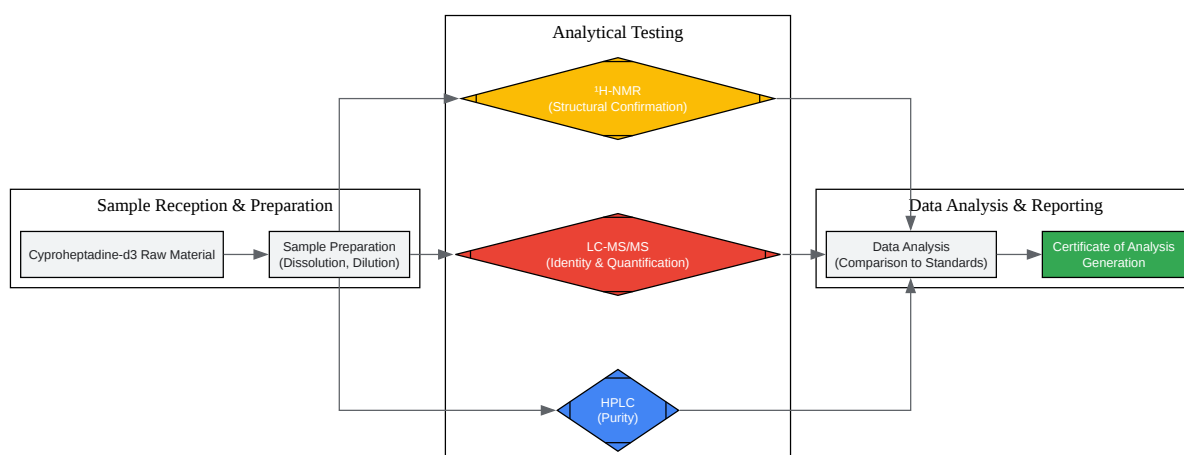 Analytical Testing
¹H-NMR
(Structural Confirmation)
Sample Reception & Preparation
Cyproheptadine-d3 Raw Material
Sample Preparation
(Dissolution, Dilution)
LC-MS/MS
(Identity & Quantification)
HPLC
(Purity)
Data Analysis & Reporting
Data Analysis
(Comparison to Standards)
Certificate of Analysis
Generation